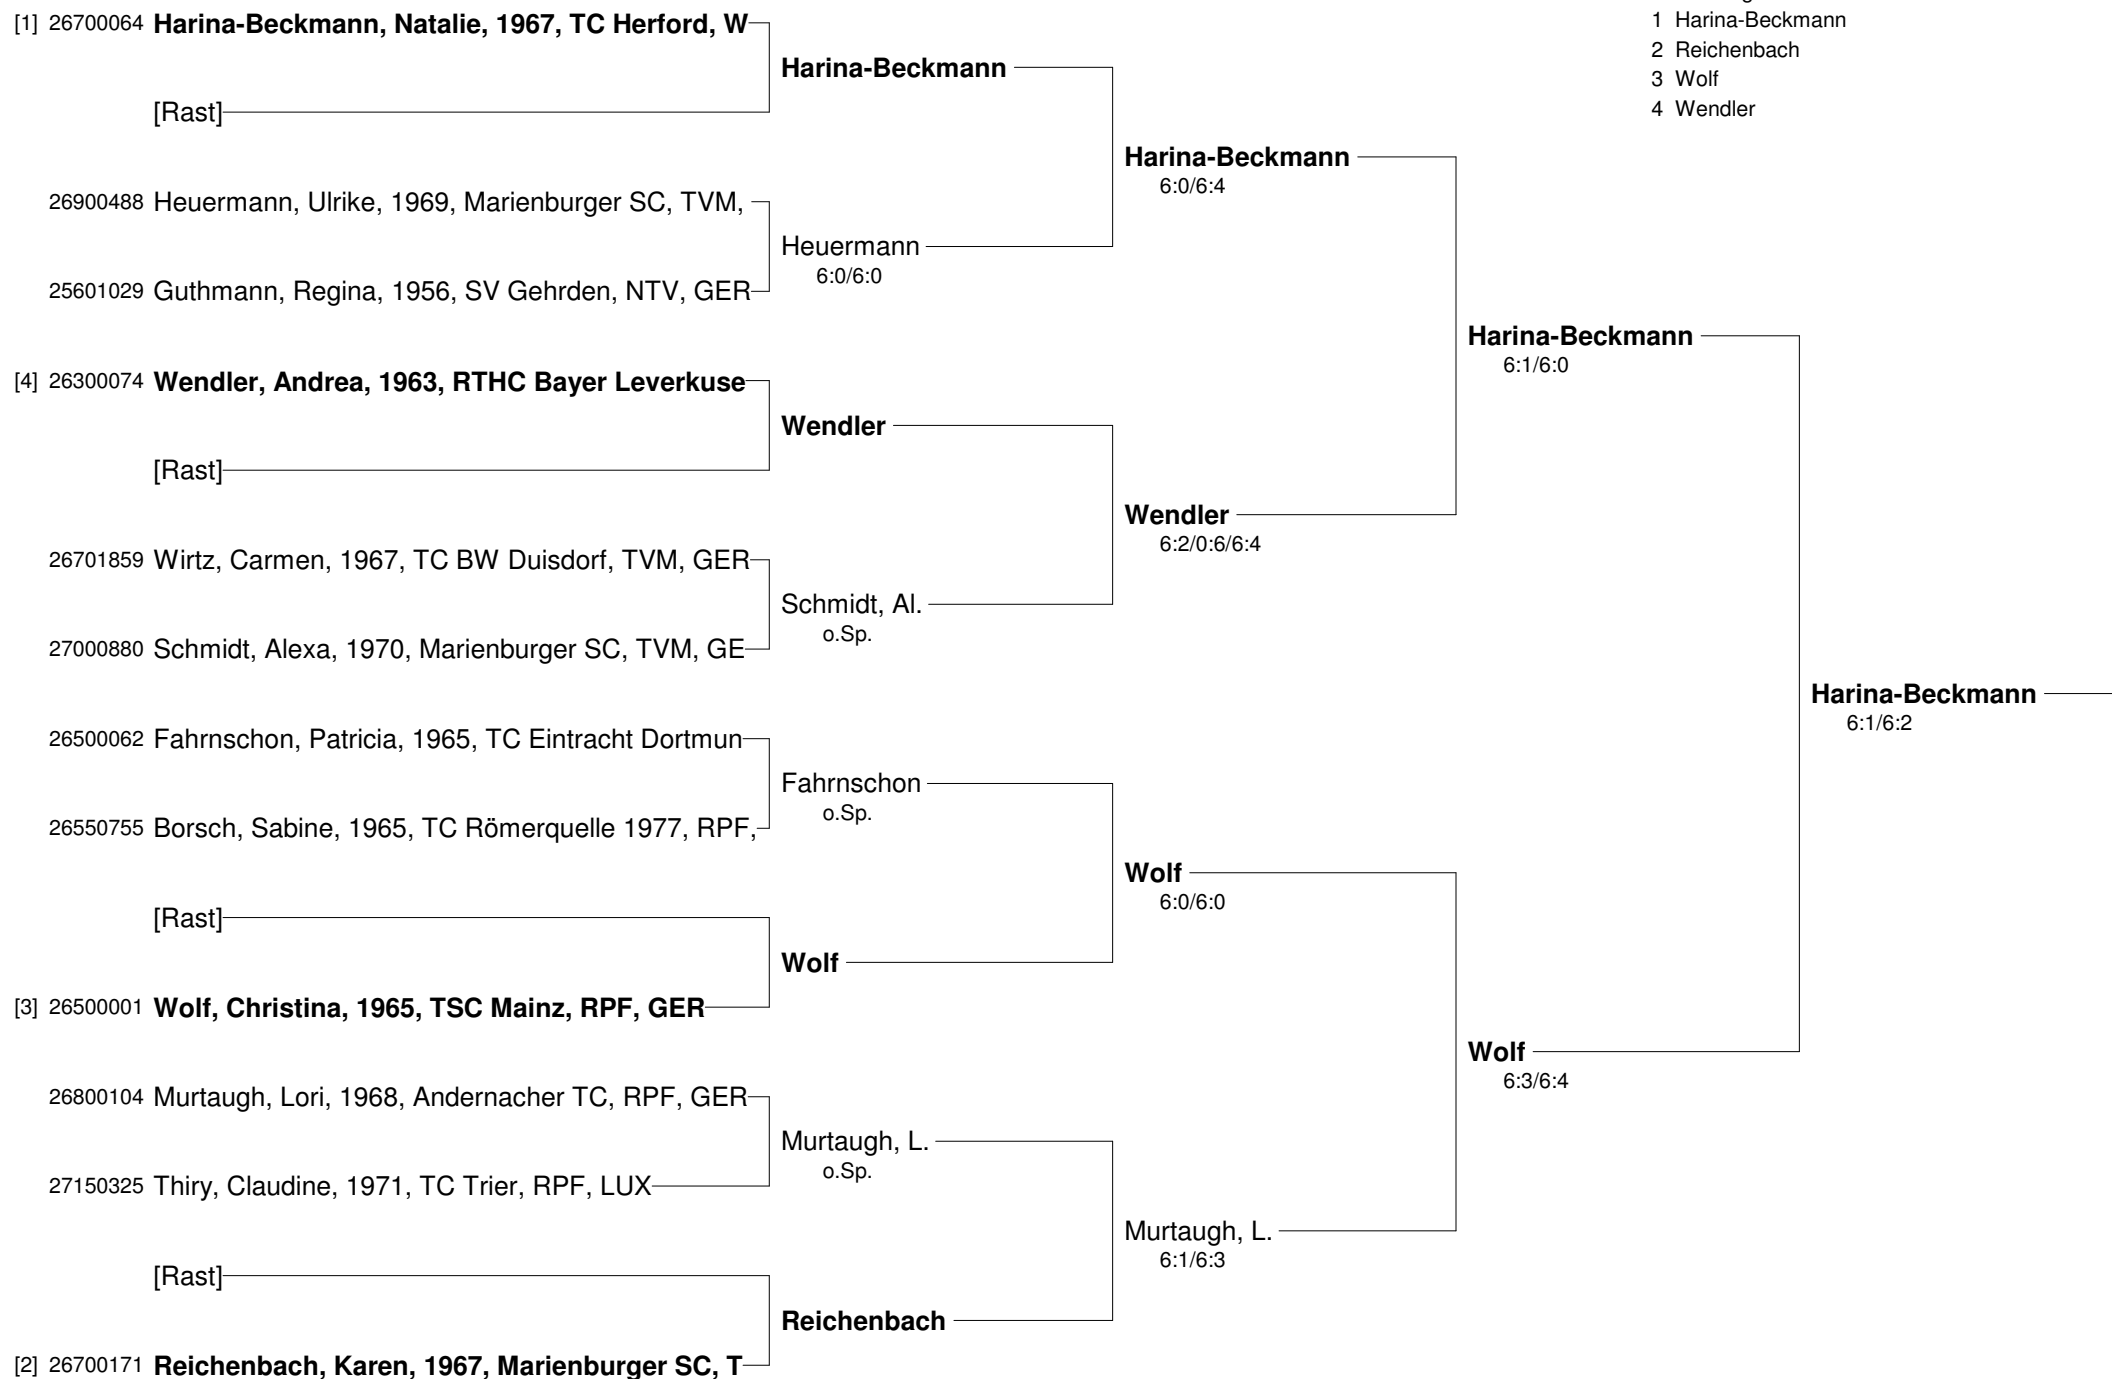 [1] 26700064 Harina-Beckmann, Natalie, 1967, TC Herford, W
[Rast]
26900488 Heuermann, Ulrike, 1969, Marienburger SC, TVM,
25601029 Guthmann, Regina, 1956, SV Gehrden, NTV, GER
[4] 26300074 Wendler, Andrea, 1963, RTHC Bayer Leverkuse
[Rast]
26701859 Wirtz, Carmen, 1967, TC BW Duisdorf, TVM, GER
27000880 Schmidt, Alexa, 1970, Marienburger SC, TVM, GE
26500062 Fahrnschon, Patricia, 1965, TC Eintracht Dortmun
26550755 Borsch, Sabine, 1965, TC Römerquelle 1977, RPF,
[Rast]
[3] 26500001 Wolf, Christina, 1965, TSC Mainz, RPF, GER
26800104 Murtaugh, Lori, 1968, Andernacher TC, RPF, GER
27150325 Thiry, Claudine, 1971, TC Trier, RPF, LUX
[Rast]
[2] 26700171 Reichenbach, Karen, 1967, Marienburger SC, T
Harina-Beckmann
Heuermann
6:0/6:0
Wendler
Schmidt, Al.
o.Sp.
Fahrnschon
o.Sp.
Wolf
Murtaugh, L.
o.Sp.
Reichenbach
Harina-Beckmann
6:0/6:4
Wendler
6:2/0:6/6:4
Wolf
6:0/6:0
Murtaugh, L.
6:1/6:3
Harina-Beckmann
6:1/6:0
Wolf
6:3/6:4
Harina-Beckmann
6:1/6:2
1 Harina-Beckmann
2 Reichenbach
3 Wolf
4 Wendler